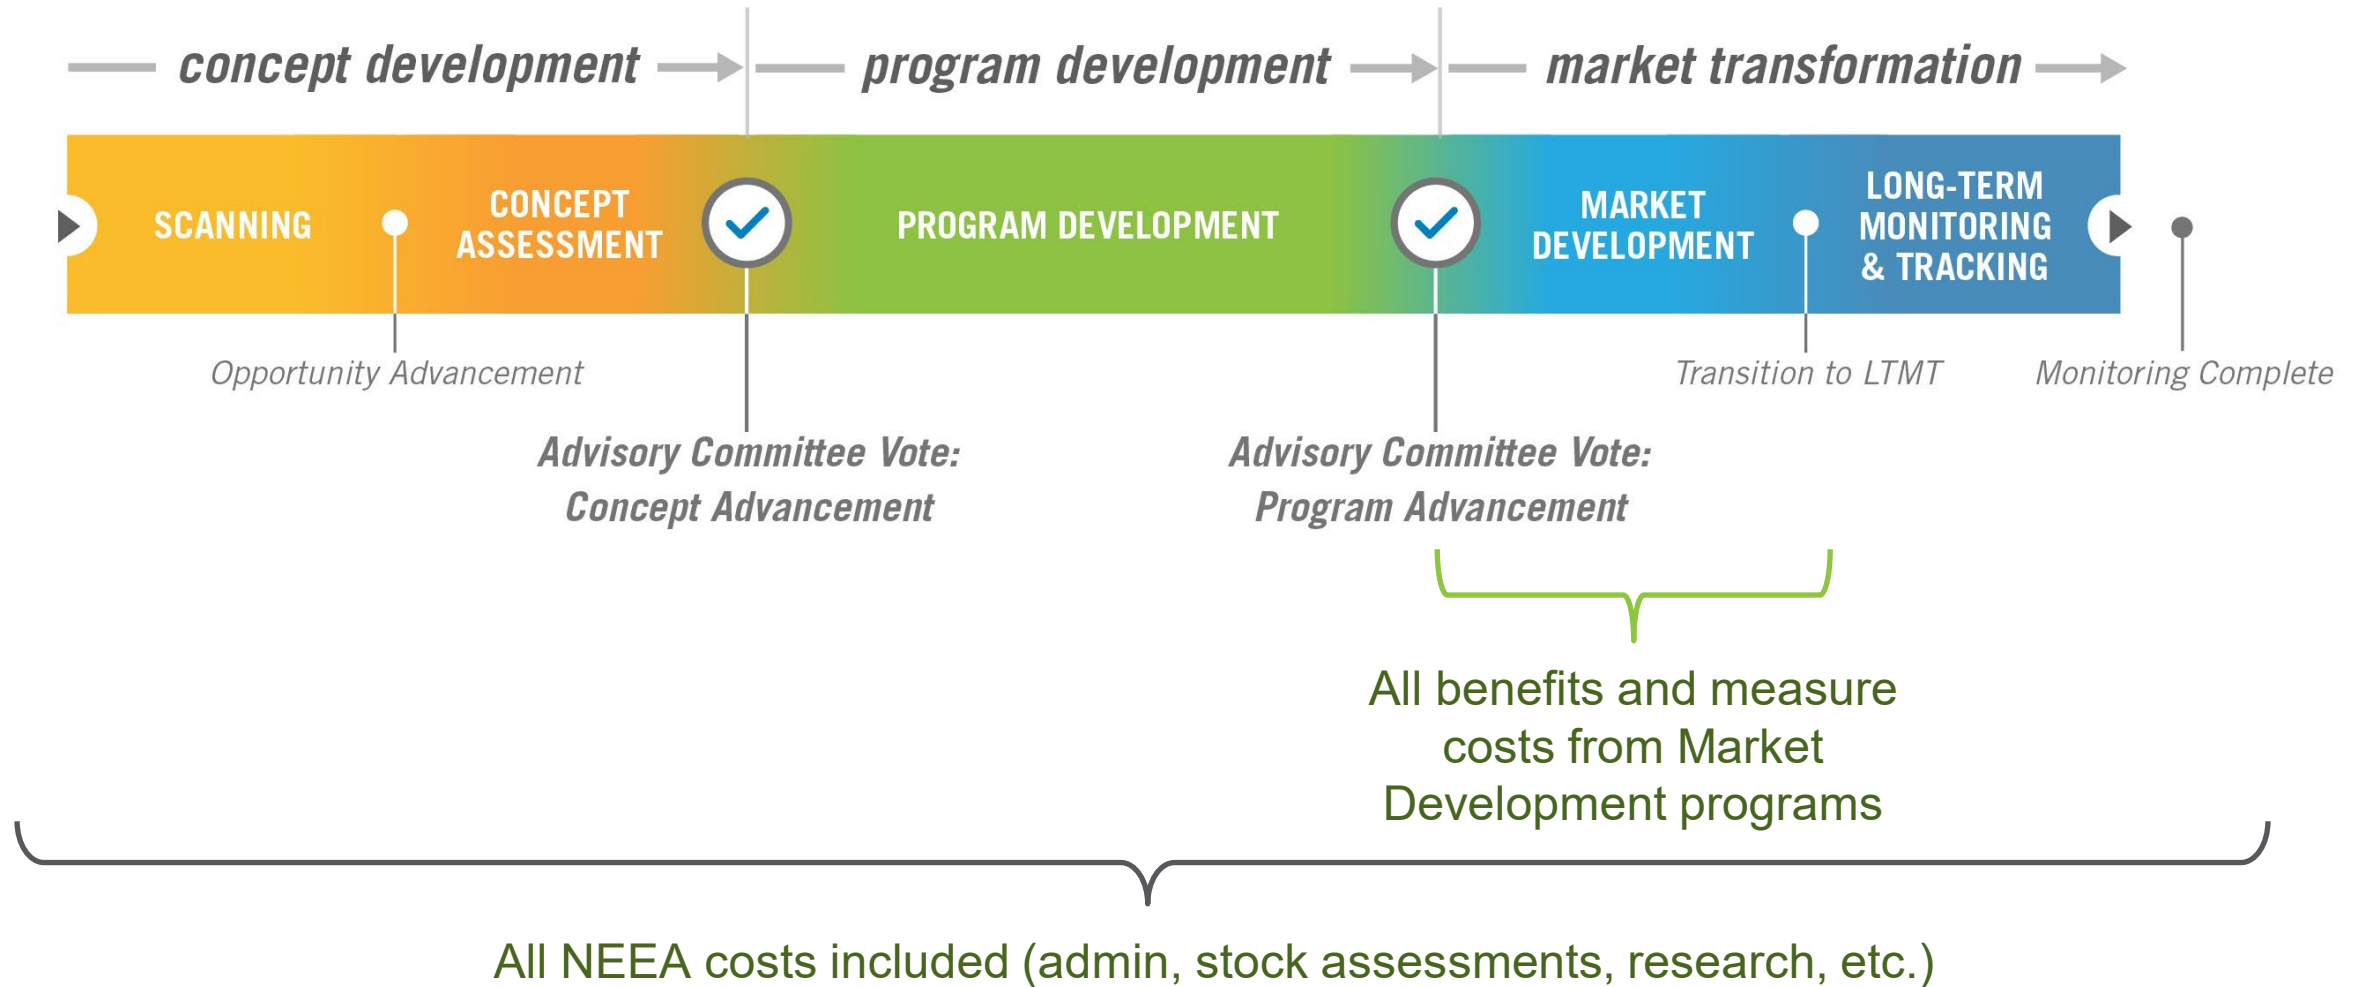 concept development
program development
market transformation
SCANNING
CONCEPT
ASSESSMENT
PROGRAM DEVELOPMENT
MARKET
DEVELOPMENT
LONG-TERM
MONITORING
& TRACKING
Opportunity Advancement
Transition to LTMT
Monitoring Complete
Advisory Committee Vote:
Concept Advancement
Advisory Committee Vote:
Program Advancement
All benefits and measure
costs from Market
Development programs
All NEEA costs included (admin, stock assessments, research, etc.)